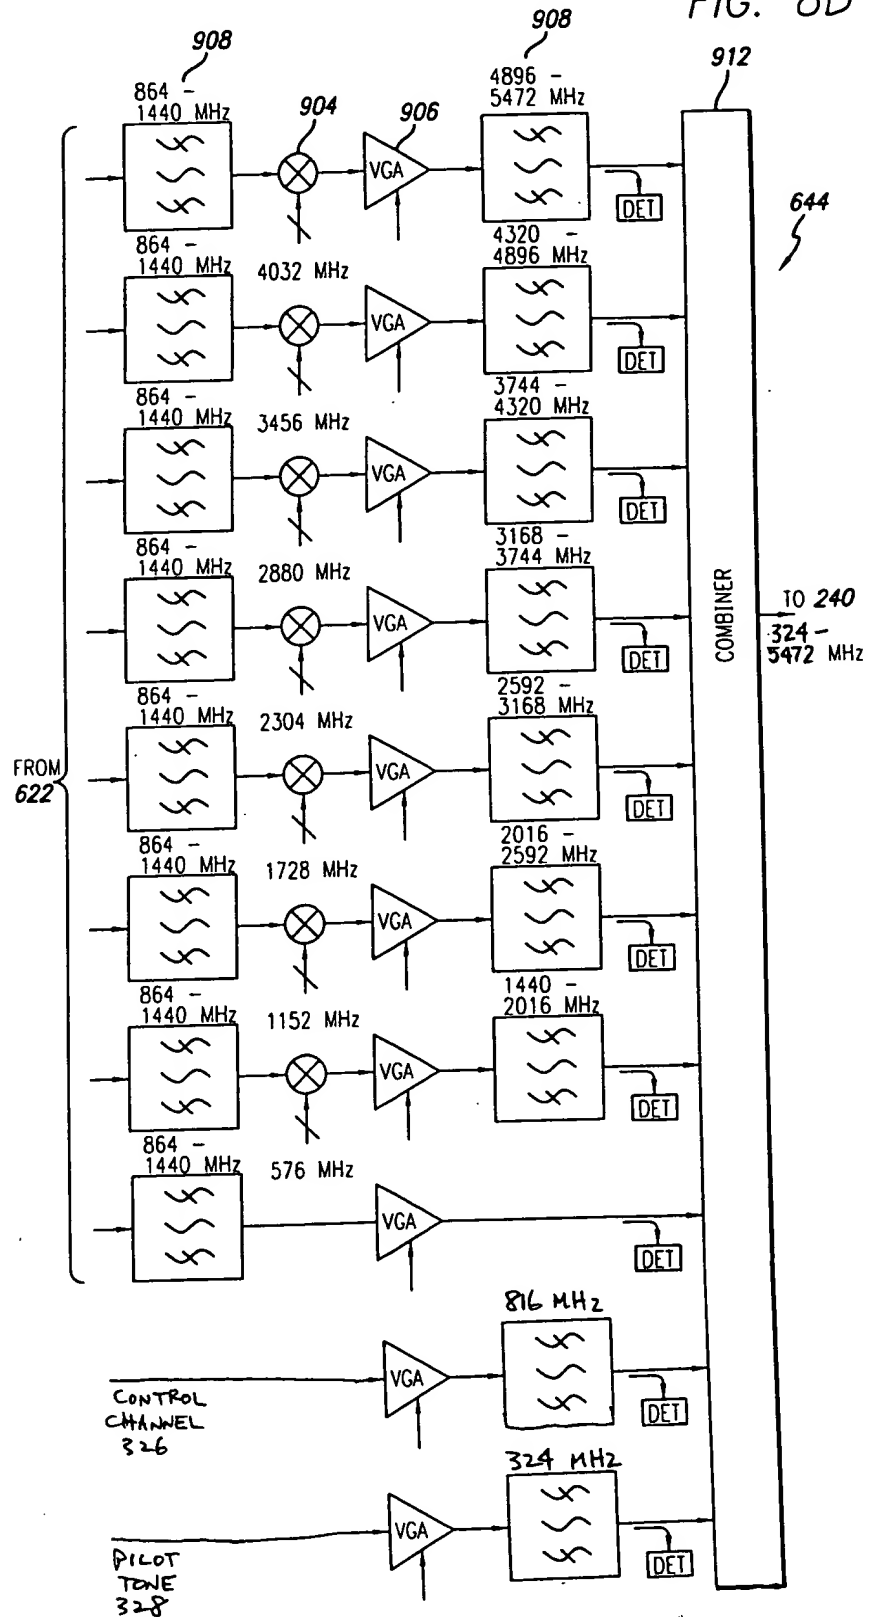 FIG. 8D
908
908
912
864 -
1440 MHz
904
906
4896 -
5472 MHz
VGA
DET
644
4032 MHz
864 -
1440 MHz
VGA
4320 -
4896 MHz
DET
3456 MHz
864 -
1440 MHz
VGA
3744 -
4320 MHz
DET
2880 MHz
864 -
1440 MHz
VGA
3168 -
3744 MHz
DET
COMBINER
TO 240
324 -
5472 MHz
2304 MHz
FROM
622
864 -
1440 MHz
VGA
2592 -
3168 MHz
DET
1728 MHz
864 -
1440 MHz
VGA
2016 -
2592 MHz
DET
1152 MHz
864 -
1440 MHz
VGA
1440 -
2016 MHz
DET
576 MHz
864 -
1440 MHz
VGA
DET
816 MHz
VGA
DET
CONTROL
CHANNEL
326
324 MHz
VGA
DET
PILOT
TONE
328